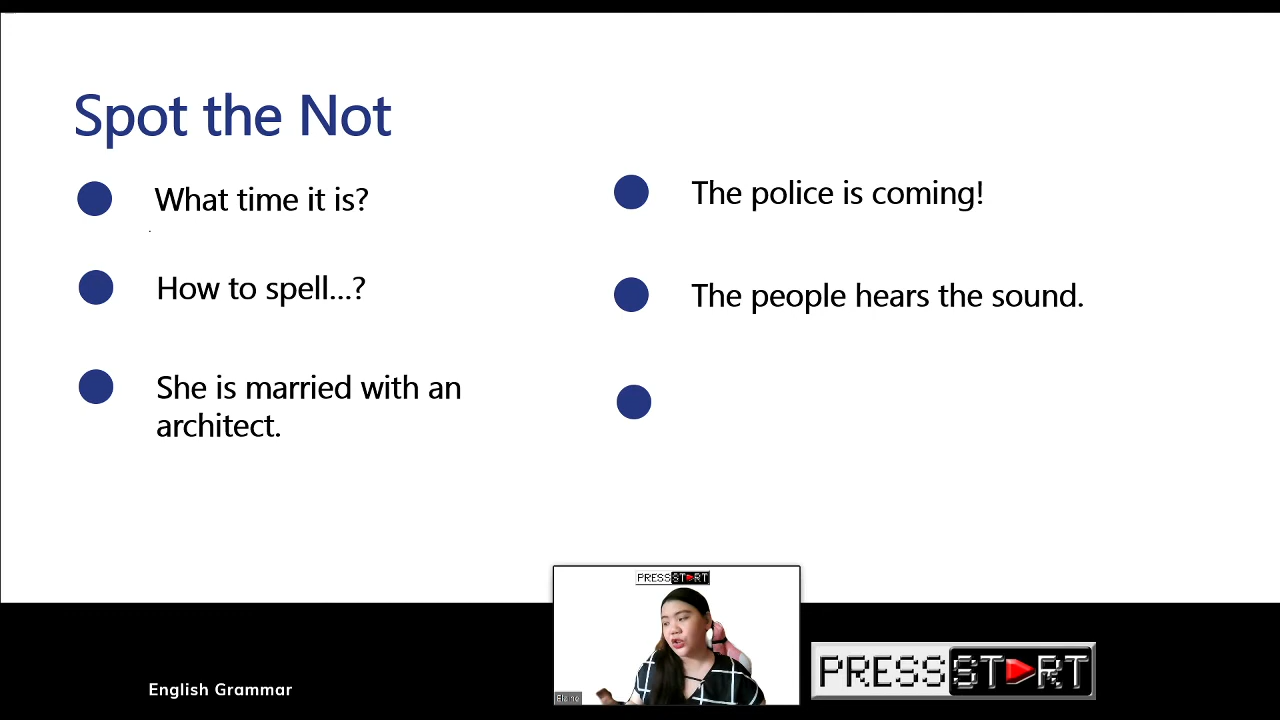 Spot the Not
What time it is?
How to spell...?
She is married with an
architect.
The police is coming!
The people hears the sound.
PRESS START
Elaine
English Grammar
PRESS START